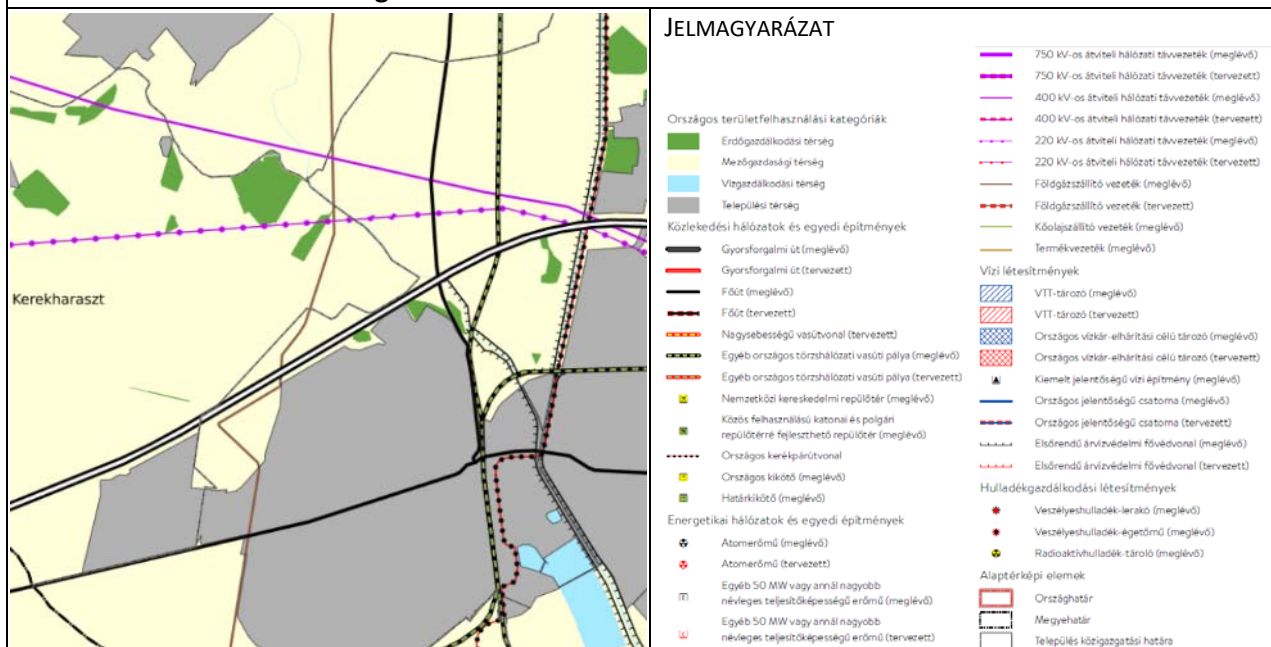 Kerekharaszt
JELMAGYARÁZAT
Országos területfelhasználási kategóriák
Erdőgazdálkodási térség
Mezőgazdasági térség
Vízgazdálkodási térség
Települési térség
Közlekedési hálózatok és egyedi építmények
Gyorsforgalmi út (meglévő)
Gyorsforgalmi út (tervezett)
Főút (meglévő)
Főút (tervezett)
Nagysebességű vasútvonal (tervezett)
Egyéb országos törzshálózati vasúti pálya (meglévő)
Egyéb országos törzshálózati vasúti pálya (tervezett)
Nemzetközi kereskedelmi repülőtér (meglévő)
Közös felhasználású katonai és polgári
repülőtérré fejleszthető repülőtér (meglévő)
Országos kerékpárútvonal
Országos kikötő (meglévő)
Határkikötő (meglévő)
Energetikai hálózatok és egyedi építmények
Atomerőmű (meglévő)
Atomerőmű (tervezett)
Egyéb 50 MW vagy annál nagyobb
névleges teljesítőképességű erőmű (meglévő)
Egyéb 50 MW vagy annál nagyobb
névleges teljesítőképességű erőmű (tervezett)
750 kV-os átviteli hálózati távvezeték (meglévő)
750 kV-os átviteli hálózati távvezeték (tervezett)
400 kV-os átviteli hálózati távvezeték (meglévő)
400 kV-os átviteli hálózati távvezeték (tervezett)
220 kV-os átviteli hálózati távvezeték (meglévő)
220 kV-os átviteli hálózati távvezeték (tervezett)
Földgázszállító vezeték (meglévő)
Földgázszállító vezeték (tervezett)
Kőolajszállító vezeték (meglévő)
Termékvezeték (meglévő)
Vízi létesítmények
VTT-tározó (meglévő)
VTT-tározó (tervezett)
Országos vízkár-elhárítási célú tározó (meglévő)
Országos vízkár-elhárítási célú tározó (tervezett)
Kiemelt jelentőségű vízi építmény (meglévő)
Országos jelentőségű csatorna (meglévő)
Országos jelentőségű csatorna (tervezett)
Elsőrendű árvízvédelmi fővédvonal (meglévő)
Elsőrendű árvízvédelmi fővédvonal (tervezett)
Hulladékgazdálkodási létesítmények
Veszélyeshulladék-lerakó (meglévő)
Veszélyeshulladék-égetőmű (meglévő)
Radioaktívhulladék-tároló (meglévő)
Alaptérképi elemek
Országhatár
Megyehatár
Település közigazgatási határa